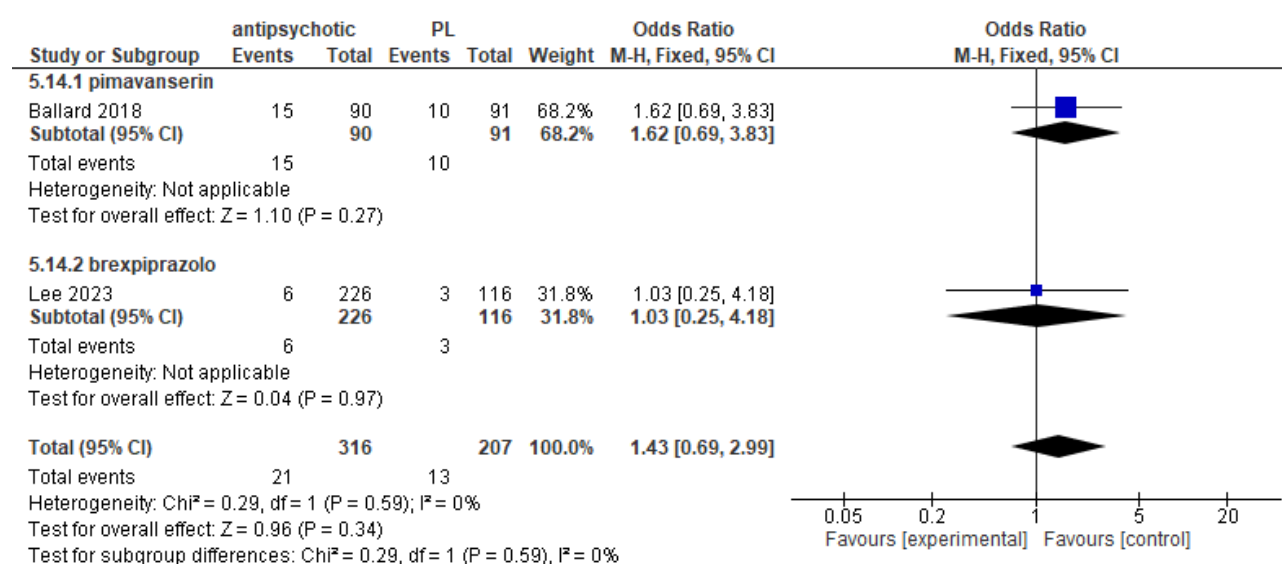 antipsychotic PL Odds Ratio Odds Ratio
Study or Subgroup Events Total Events Total Weight M-H, Fixed, 95% CI M-H, Fixed, 95% CI
5.14.1 pimavanserin
Ballard 2018 15 90 10 91 68.2% 1.62 [0.69, 3.83]
Subtotal (95% CI) 90 91 68.2% 1.62 [0.69, 3.83]
Total events 15 10
Heterogeneity: Not applicable
Test for overall effect: Z = 1.10 (P = 0.27)
5.14.2 brexpiprazolo
Lee 2023 6 226 3 116 31.8% 1.03 [0.25, 4.18]
Subtotal (95% CI) 226 116 31.8% 1.03 [0.25, 4.18]
Total events 6 3
Heterogeneity: Not applicable
Test for overall effect: Z = 0.04 (P = 0.97)
Total (95% CI) 316 207 100.0% 1.43 [0.69, 2.99]
Total events 21 13
Heterogeneity: Chi² = 0.29, df = 1 (P = 0.59); I² = 0%
Test for overall effect: Z = 0.96 (P = 0.34)
Test for subgroup differences: Chi² = 0.29, df = 1 (P = 0.59), I² = 0%
0.05 0.2 1 5 20
Favours [experimental] Favours [control]